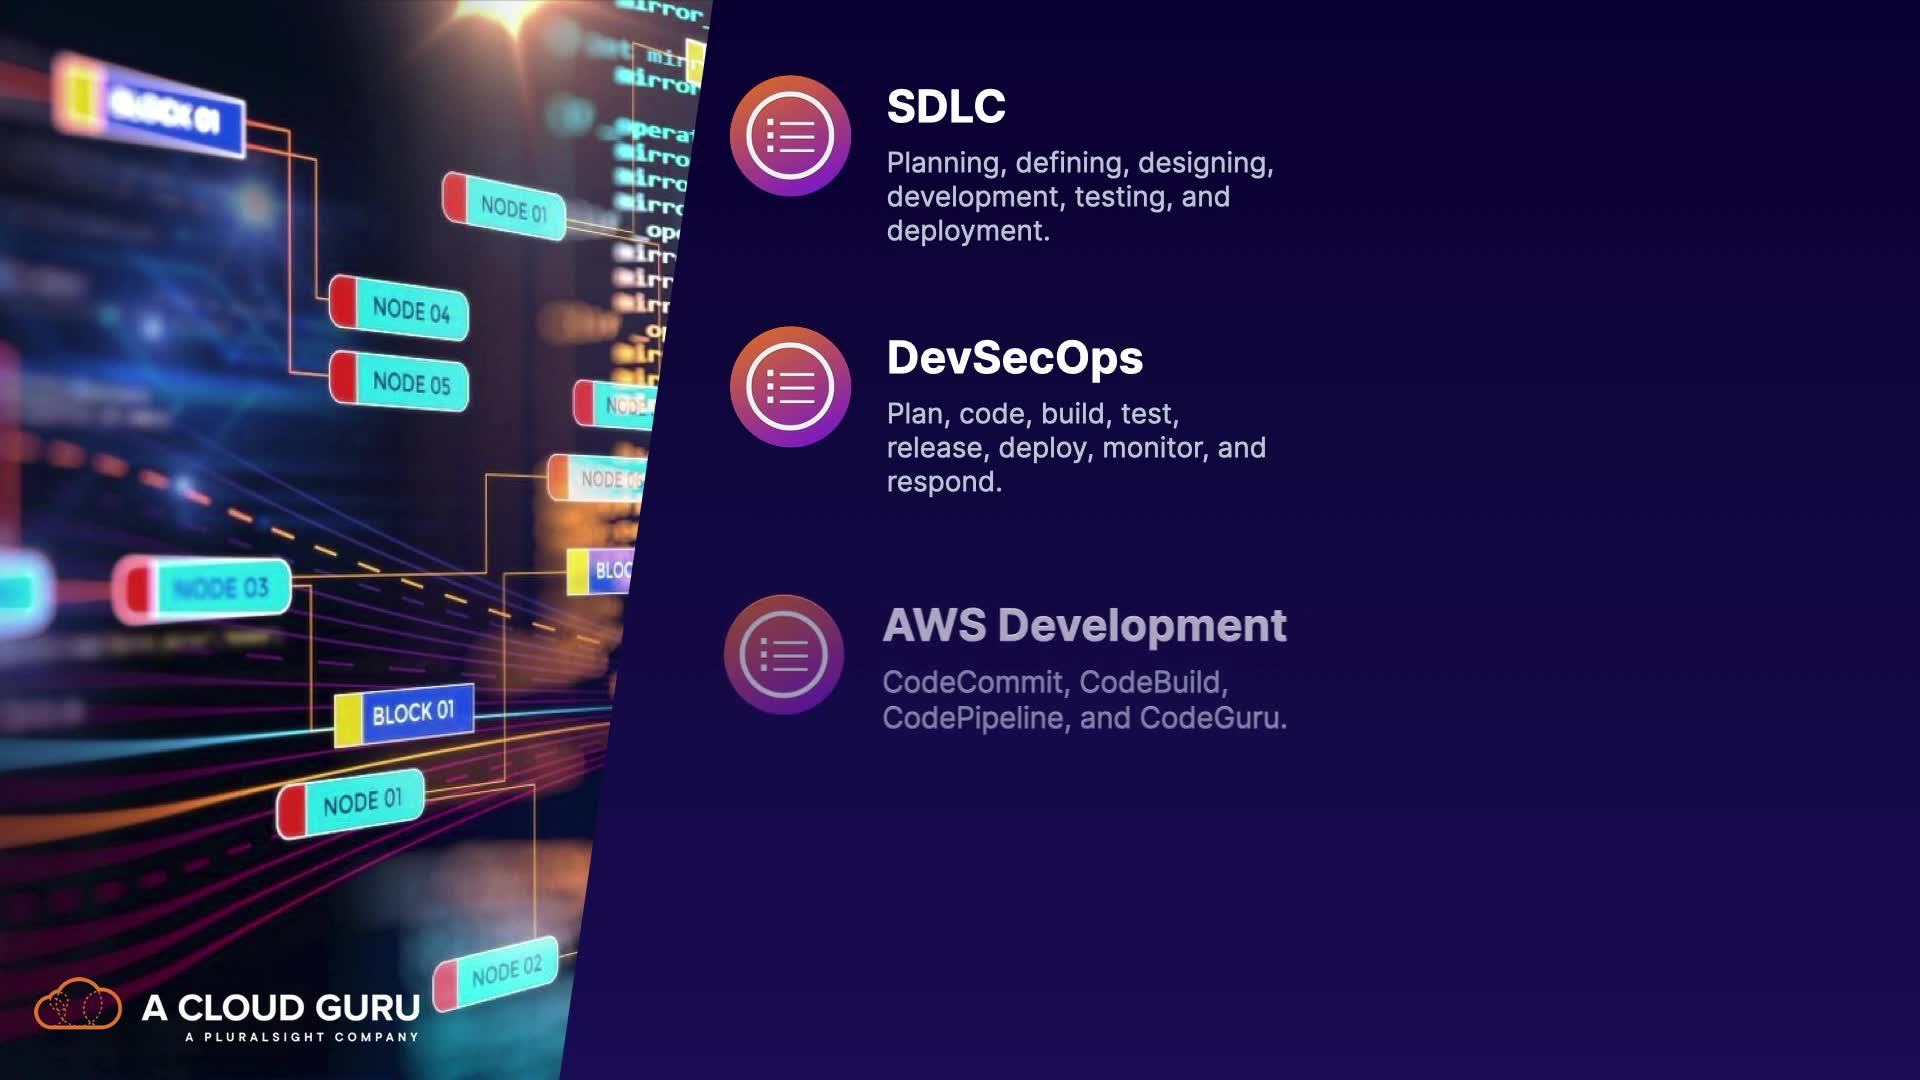 SDLC
Planning, defining, designing,
development, testing, and
deployment.
DevSecOps
Plan, code, build, test,
release, deploy, monitor, and
respond.
AWS Development
CodeCommit, CodeBuild,
CodePipeline, and CodeGuru.
BLOCK 01
NODE 01
NODE 04
NODE 05
NODE 03
BLOCK 01
NODE 01
NODE 02
A CLOUD GURU
A PLURALSIGHT COMPANY